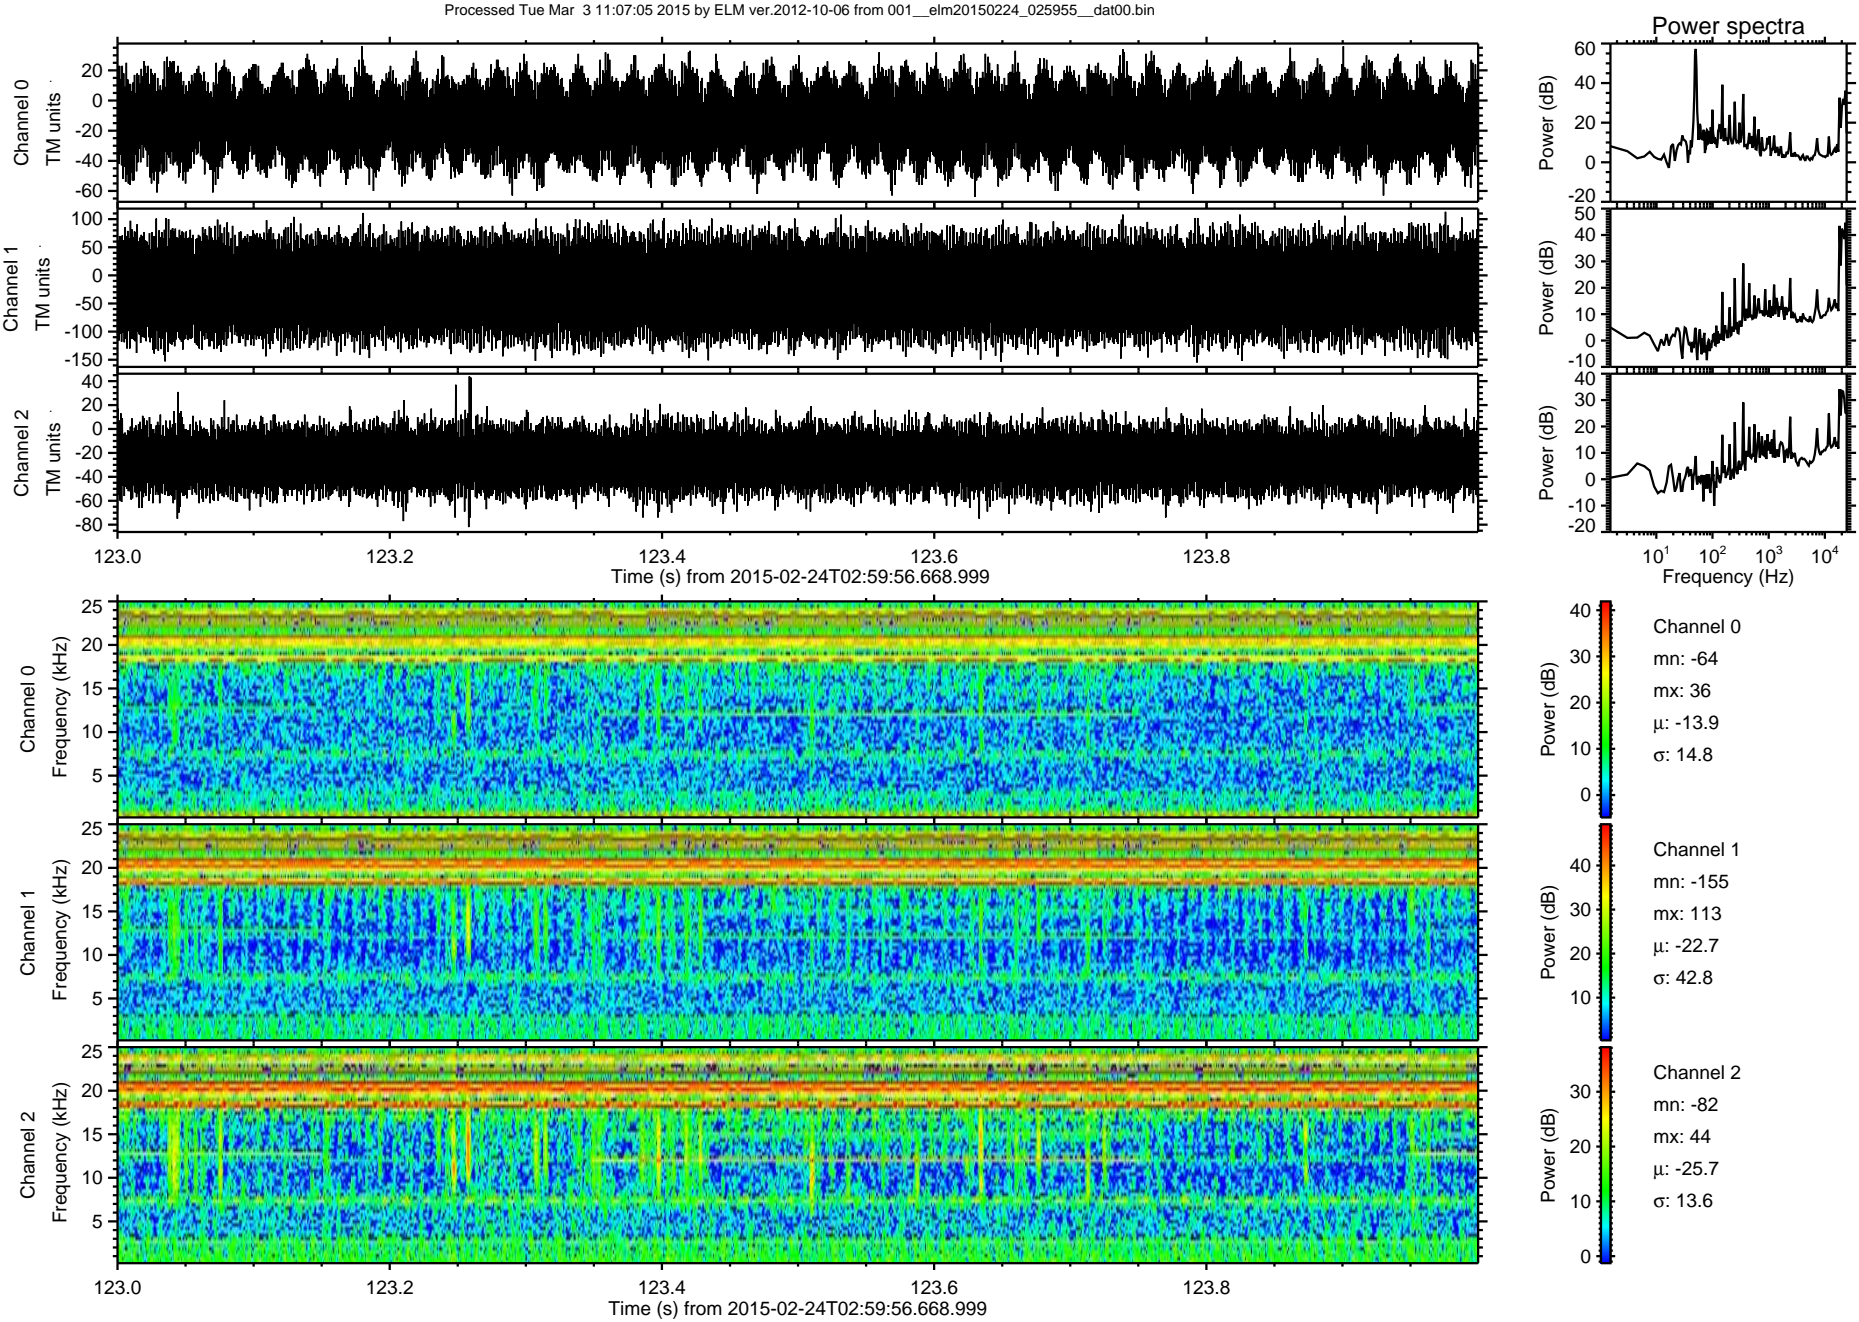 Processed Tue Mar  3 11:07:05 2015 by ELM ver.2012-10-06 from 001__elm20150224_025955__dat00.bin
Power spectra
Channel 0
TM units
20
0
-20
-40
-60
Power (dB)
60
40
20
0
-20
Channel 1
TM units
100
50
0
-50
-100
-150
Power (dB)
50
40
30
20
10
0
-10
Channel 2
TM units
40
20
0
-20
-40
-60
-80
Power (dB)
40
30
20
10
0
-10
-20
123.0 123.2 123.4 123.6 123.8
Time (s) from 2015-02-24T02:59:56.668.999
10^1 10^2 10^3 10^4
Frequency (Hz)
Channel 0
Frequency (kHz)
25
20
15
10
5
Power (dB)
40
30
20
10
0
Channel 0
mn: -64
mx: 36
µ: -13.9
σ: 14.8
Channel 1
Frequency (kHz)
25
20
15
10
5
Power (dB)
40
30
20
10
Channel 1
mn: -155
mx: 113
µ: -22.7
σ: 42.8
Channel 2
Frequency (kHz)
25
20
15
10
5
Power (dB)
30
20
10
0
Channel 2
mn: -82
mx: 44
µ: -25.7
σ: 13.6
123.0 123.2 123.4 123.6 123.8
Time (s) from 2015-02-24T02:59:56.668.999